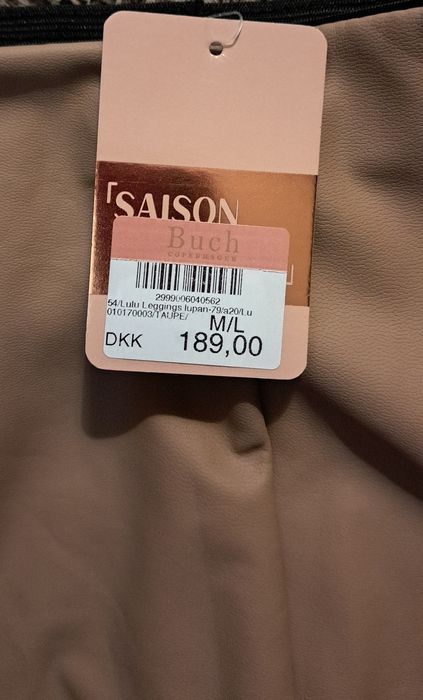 SAISON
Buch
COPENHAGEN
2999006040562
54/Lulu Leggings lupan-79/a20/Lu
010170003/TAUPE/
M/L
DKK 189,00